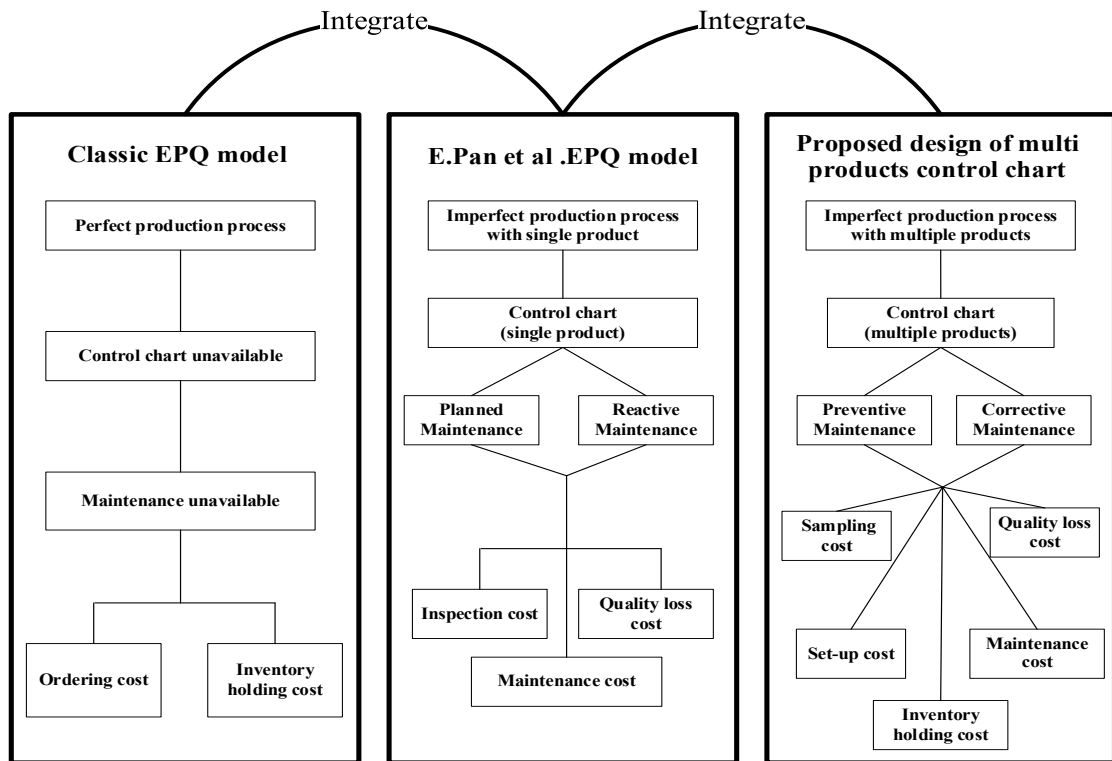 Integrate
Integrate
Classic EPQ model
Perfect production process
Control chart unavailable
Maintenance unavailable
Ordering cost
Inventory
holding cost
E.Pan et al .EPQ model
Imperfect production process
with single product
Control chart
(single product)
Planned
Maintenance
Reactive
Maintenance
Inspection cost
Quality loss
cost
Maintenance cost
Proposed design of multi
products control chart
Imperfect production process
with multiple products
Control chart
(multiple products)
Preventive
Maintenance
Corrective
Maintenance
Sampling
cost
Quality loss
cost
Set-up cost
Maintenance
cost
Inventory
holding cost